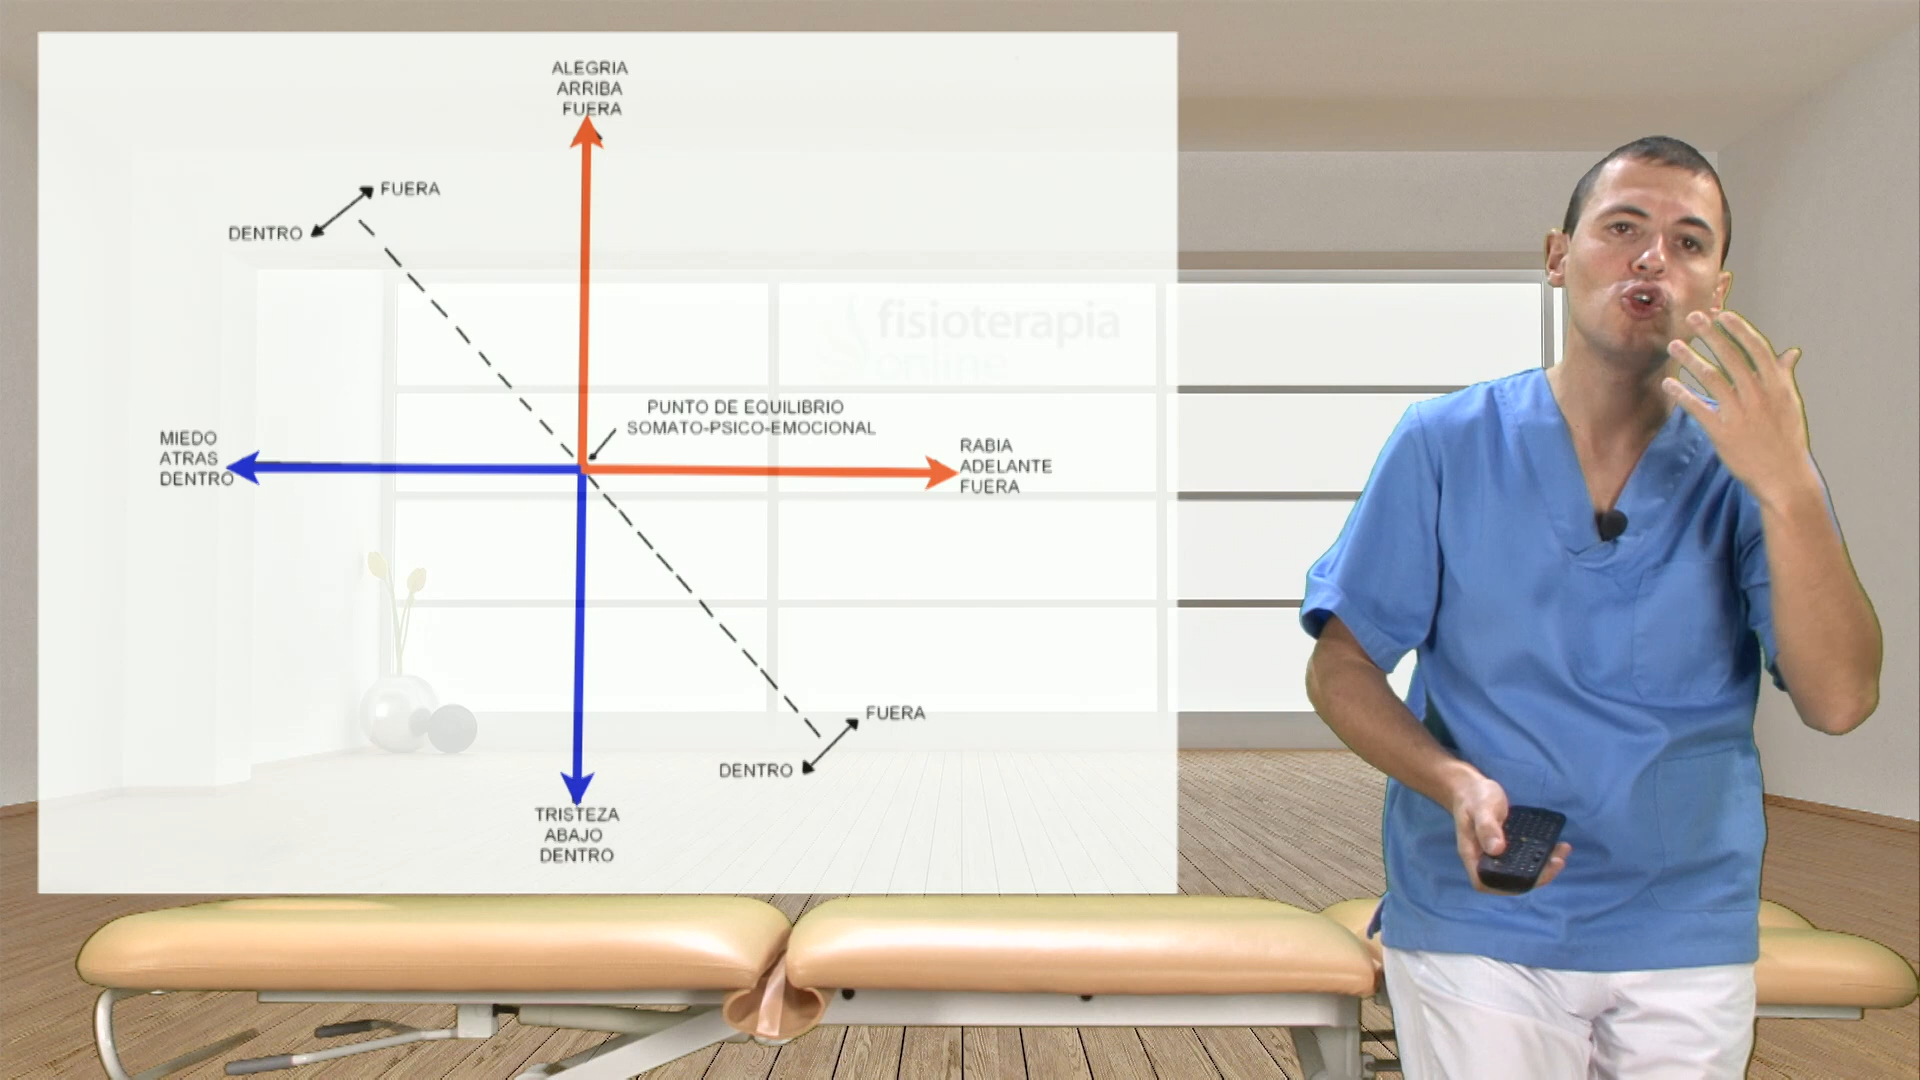 ALEGRIA
ARRIBA
FUERA
FUERA
DENTRO
fisioterapia
online
PUNTO DE EQUILIBRIO
SOMATO-PSICO-EMOCIONAL
MIEDO
ATRAS
DENTRO
RABIA
ADELANTE
FUERA
FUERA
DENTRO
TRISTEZA
ABAJO
DENTRO